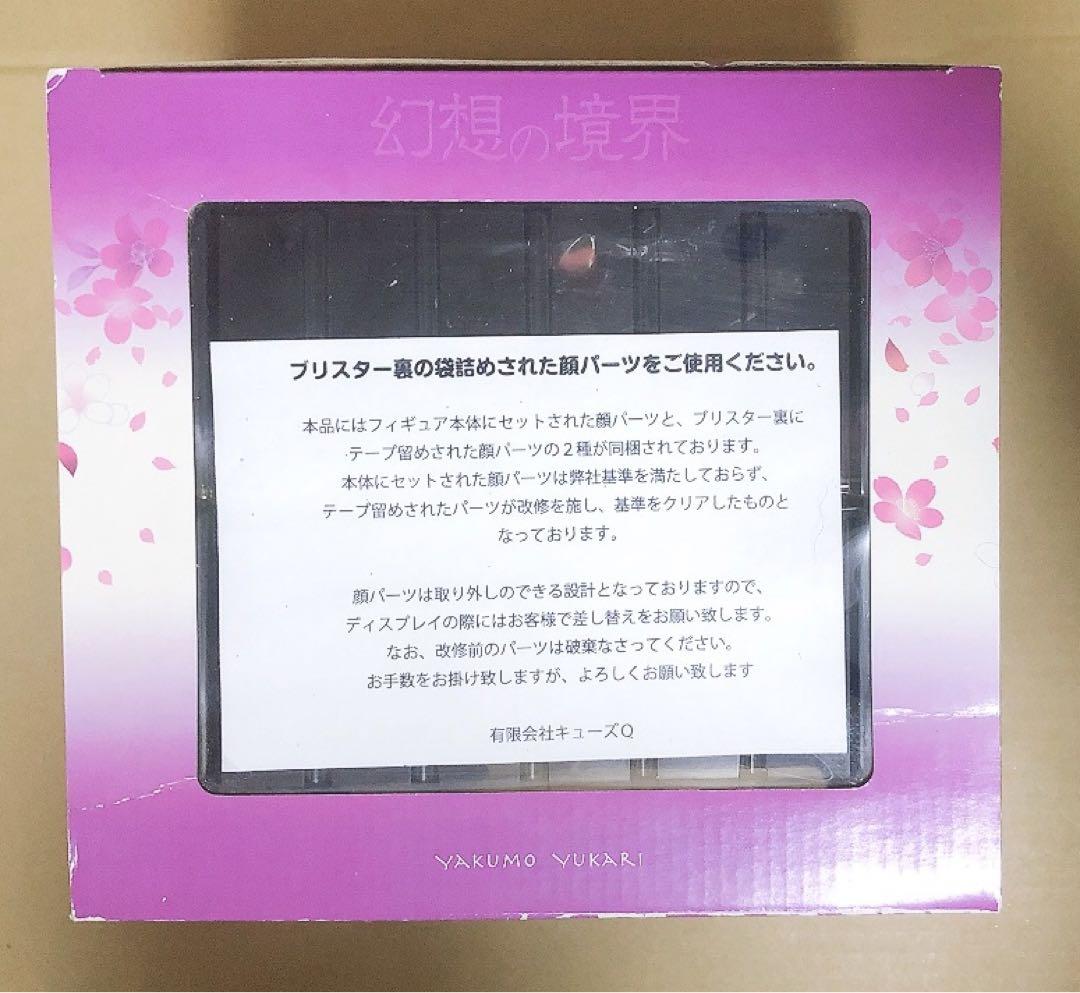 幻想の境界
ブリスター裏の袋詰めされた顔パーツをご使用ください。
本品にはフィギュア本体にセットされた顔パーツと、ブリスター裏に
テープ留めされた顔パーツの２種が同梱されております。
本体にセットされた顔パーツは弊社基準を満たしておらず、
テープ留めされたパーツが改修を施し、基準をクリアしたものと
なっております。
顔パーツは取り外しのできる設計となっておりますので、
ディスプレイの際にはお客様で差し替えをお願い致します。
なお、改修前のパーツは破棄なさってください。
お手数をお掛け致しますが、よろしくお願い致します
有限会社キューズＱ
YAKUMO YUKARI